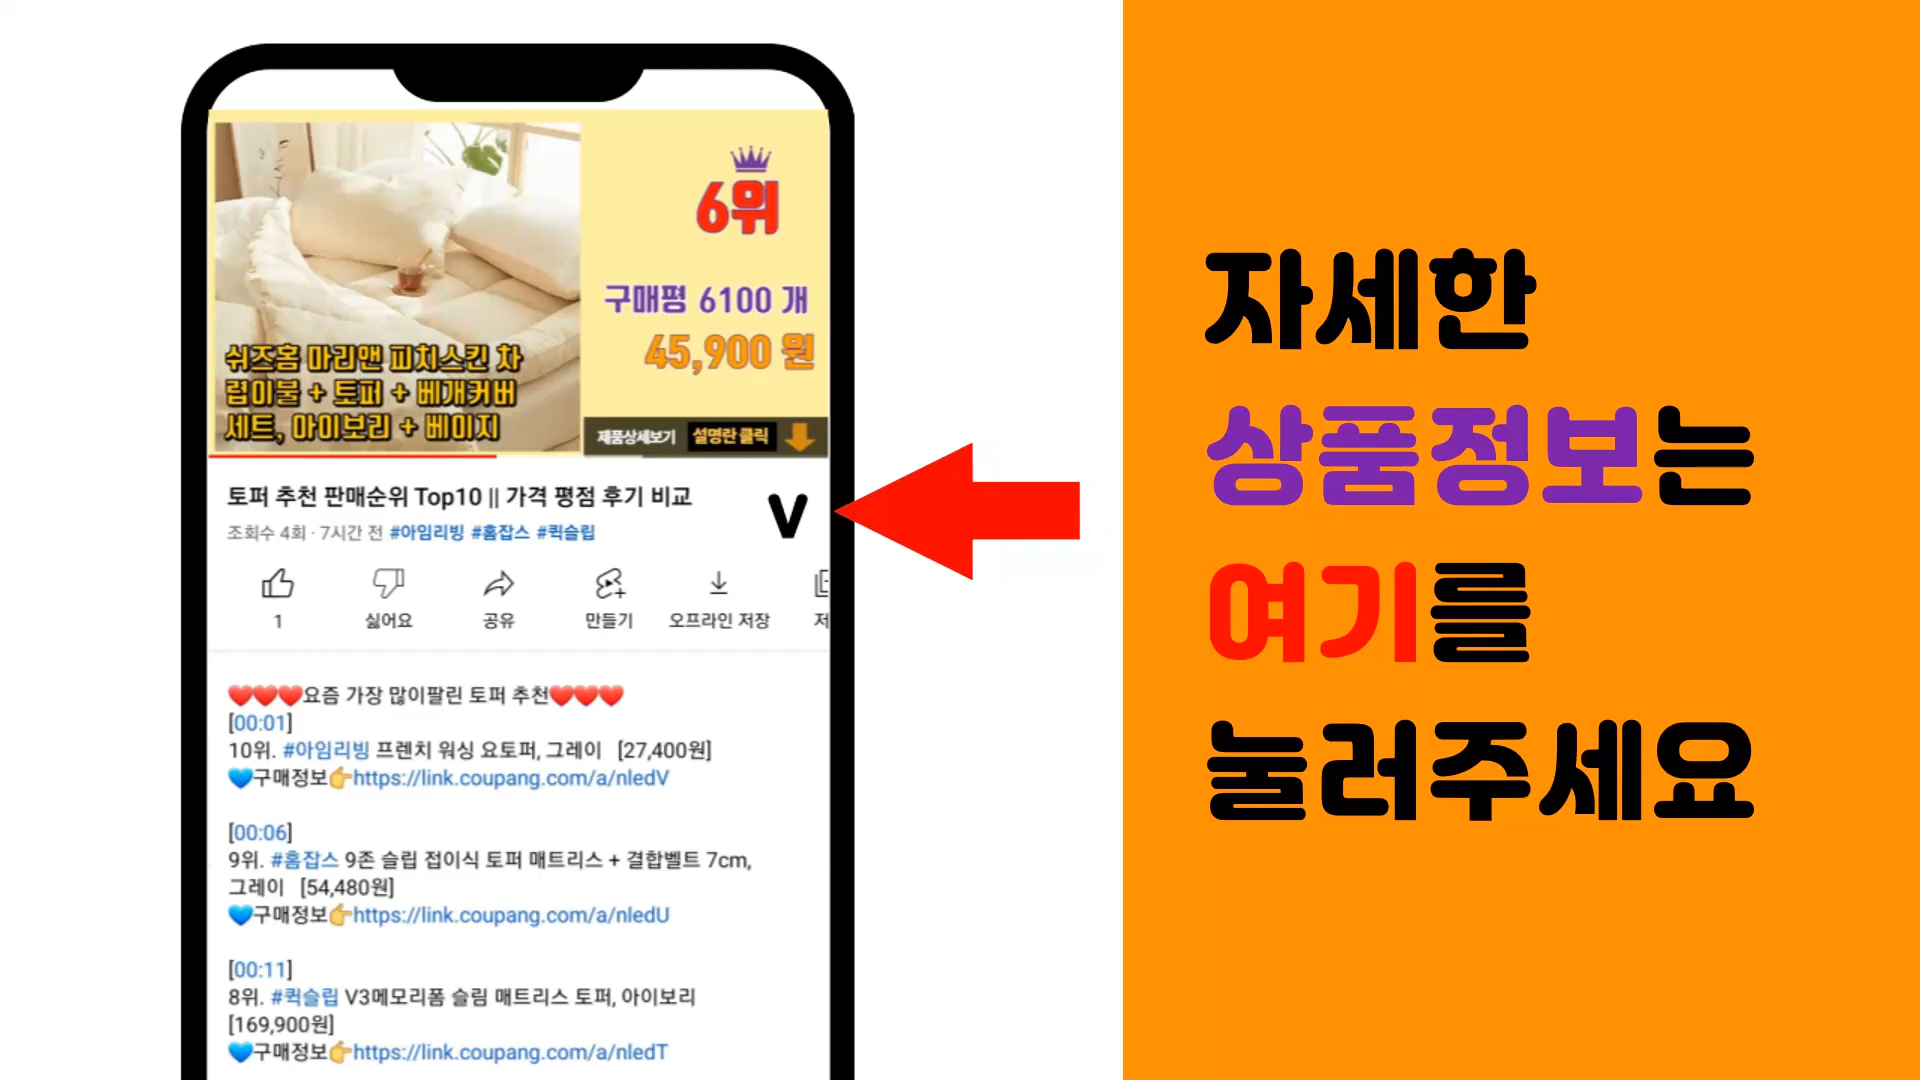 6위
구매평 6100 개
45,900 원
쉬즈홈 마리앤 피치스킨 차
렵이불 + 토퍼 + 베개커버
세트, 아이보리 + 베이지
제품상세보기 설명란 클릭
토퍼 추천 판매순위 Top10 || 가격 평점 후기 비교
V
조회수 4회 · 7시간 전 #아임리빙 #홈잡스 #퀵슬립
1 싫어요 공유 만들기 오프라인 저장 저
❤️❤️❤️요즘 가장 많이팔린 토퍼 추천❤️❤️❤️
[00:01]
10위. #아임리빙 프렌치 워싱 요토퍼, 그레이 [27,400원]
💙구매정보👉https://link.coupang.com/a/nledV
[00:06]
9위. #홈잡스 9존 슬립 접이식 토퍼 매트리스 + 결합벨트 7cm,
그레이 [54,480원]
💙구매정보👉https://link.coupang.com/a/nledU
[00:11]
8위. #퀵슬립 V3메모리폼 슬림 매트리스 토퍼, 아이보리
[169,900원]
💙구매정보👉https://link.coupang.com/a/nledT
자세한
상품정보는
여기를
눌러주세요